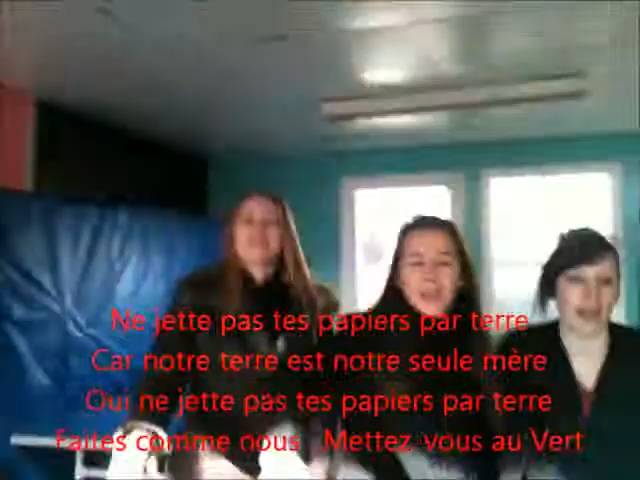 Ne jette pas tes papiers par terre
Car notre terre est notre seule mère
Oui ne jette pas tes papiers par terre
Faites comme nous . Mettez vous au Vert